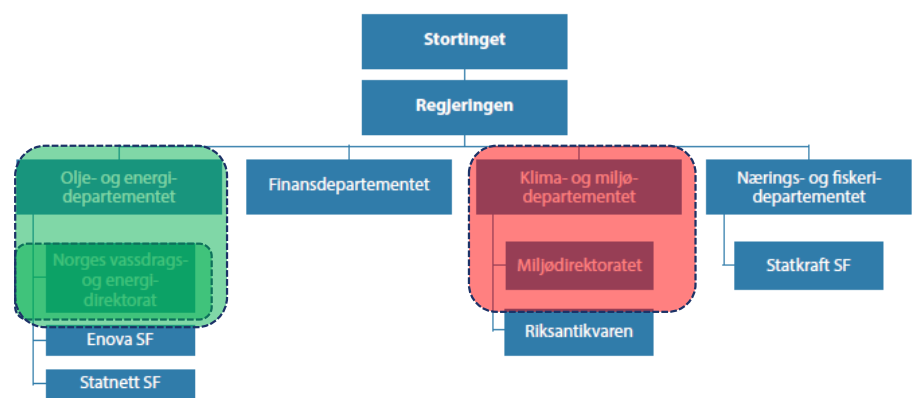 Stortinget
Regjeringen
Olje- og energi-
departementet
Finansdepartementet
Klima- og miljø-
departementet
Nærings- og fiskeri-
departementet
Norges vassdrags-
og energi-
direktorat
Miljødirektoratet
Statkraft SF
Enova SF
Riksantikvaren
Statnett SF